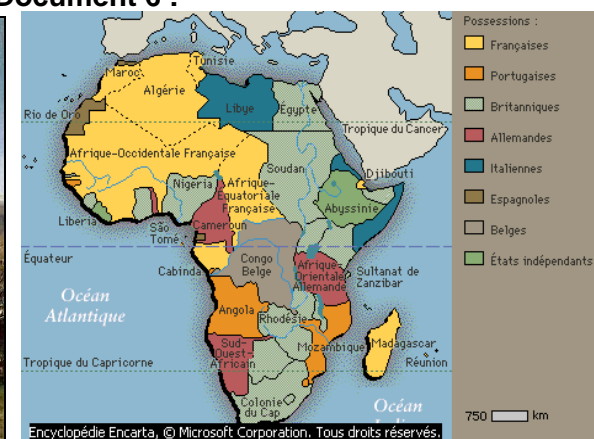 Document 6 :
Possessions :
Françaises
Portugaises
Britanniques
Allemandes
Italiennes
Espagnoles
Belges
États indépendants
750 km
Tunisie
Maroc
Algérie
Libye
Égypte
Rio de Oro
Tropique du Cancer
Afrique-Occidentale Française
Soudan
Djibouti
Nigeria
Afrique-
Équatoriale
Française
Abyssinie
Liberia
São
Tomé
Cameroun
Équateur
Cabinda
Congo
Belge
Afrique-
Orientale
Allemande
Sultanat de
Zanzibar
Océan
Atlantique
Angola
Rhodésie
Mozambique
Madagascar
Réunion
Sud-
Ouest-
Africain
Tropique du Capricorne
Colonie
du Cap
Océan
Encyclopédie Encarta, © Microsoft Corporation. Tous droits réservés.